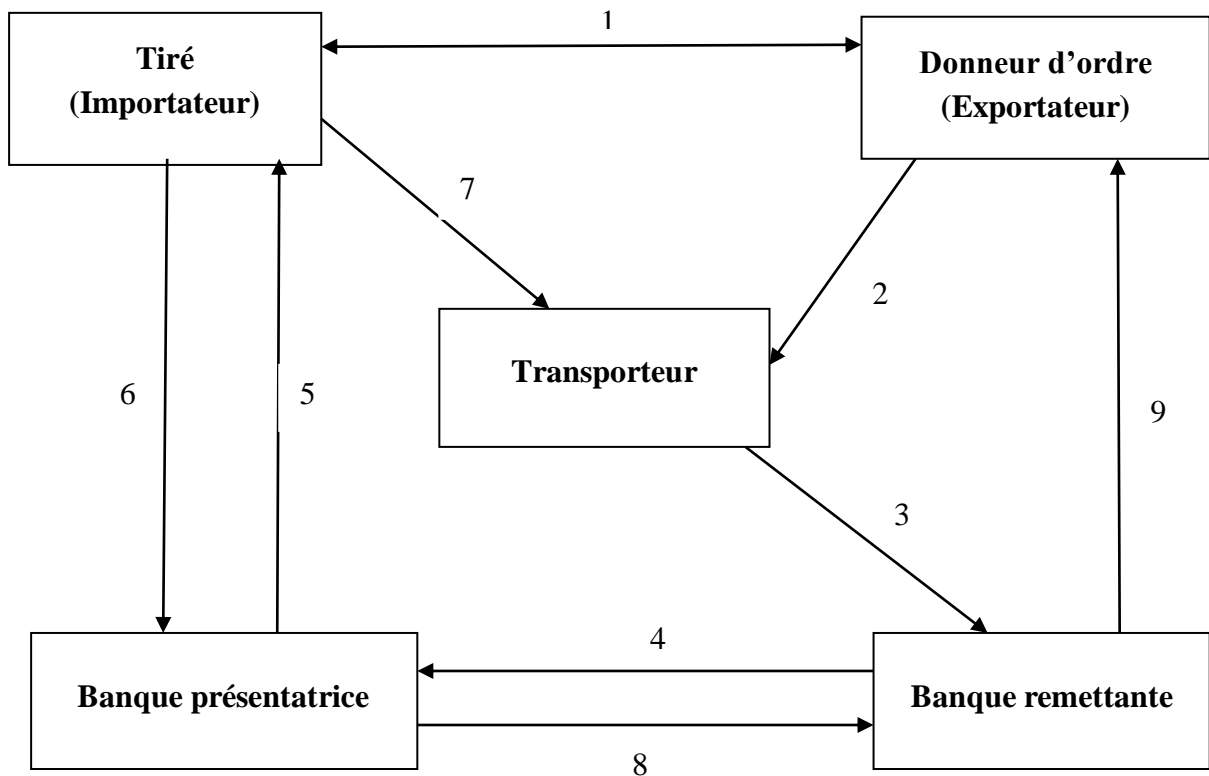 1
Tiré
(Importateur)
Donneur d’ordre
(Exportateur)
7
2
Transporteur
6
5
9
3
4
Banque présentatrice
Banque remettante
8